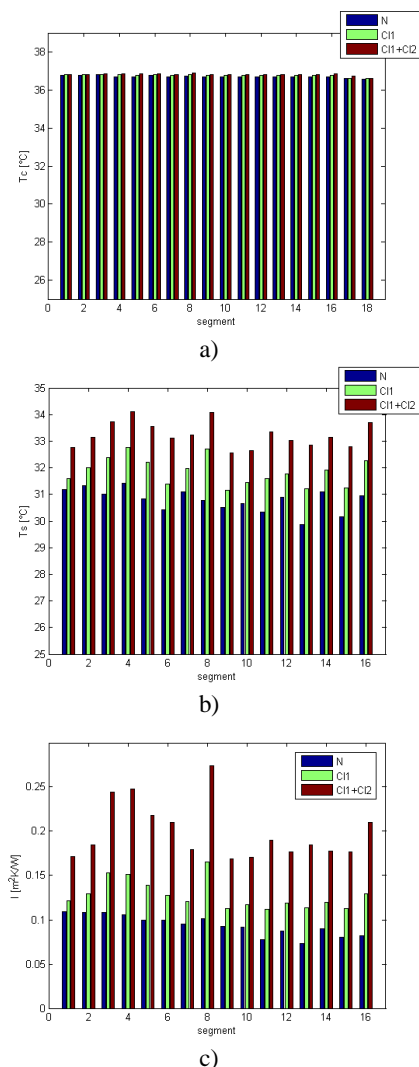 N
Cl1
Cl1+Cl2
38
36
34
32
30
28
26
Tc [°C]
0 2 4 6 8 10 12 14 16 18
segment
a)
N
Cl1
Cl1+Cl2
35
34
33
32
31
30
29
28
27
26
25
Ts [°C]
0 2 4 6 8 10 12 14 16
segment
b)
N
Cl1
Cl1+Cl2
0.25
0.2
0.15
0.1
0.05
0
I [m²K/W]
0 2 4 6 8 10 12 14 16
segment
c)